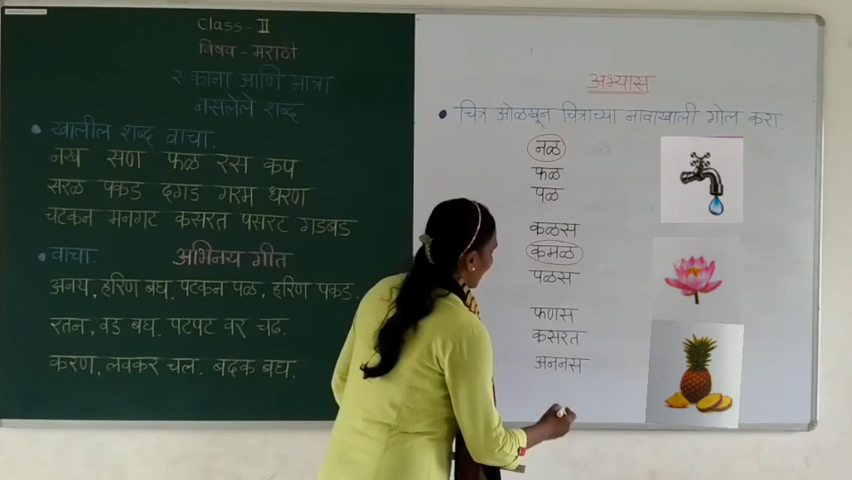 Class - II
विषय - मराठी
२. काना आणि मात्रा
नसलेले शब्द
खालील शब्द वाचा.
नख सण फळ रस कप
सरळ पकड दगड गरम धरण
चटकन मनगट कसरत पसरट गडबड
वाचा. अभिनय गीत
अजय, हरिण बघ. पटकन पळ, हरिण पकड.
रतन, वड बघ. पटपट वर चढ.
करण, लवकर चल. बदक बघ.
अभ्यास
चित्र ओळखून चित्राच्या नावाखाली गोल करा.
नळ
फळ
पळ
कळस
कमळ
पळस
फणस
कसरत
अननस